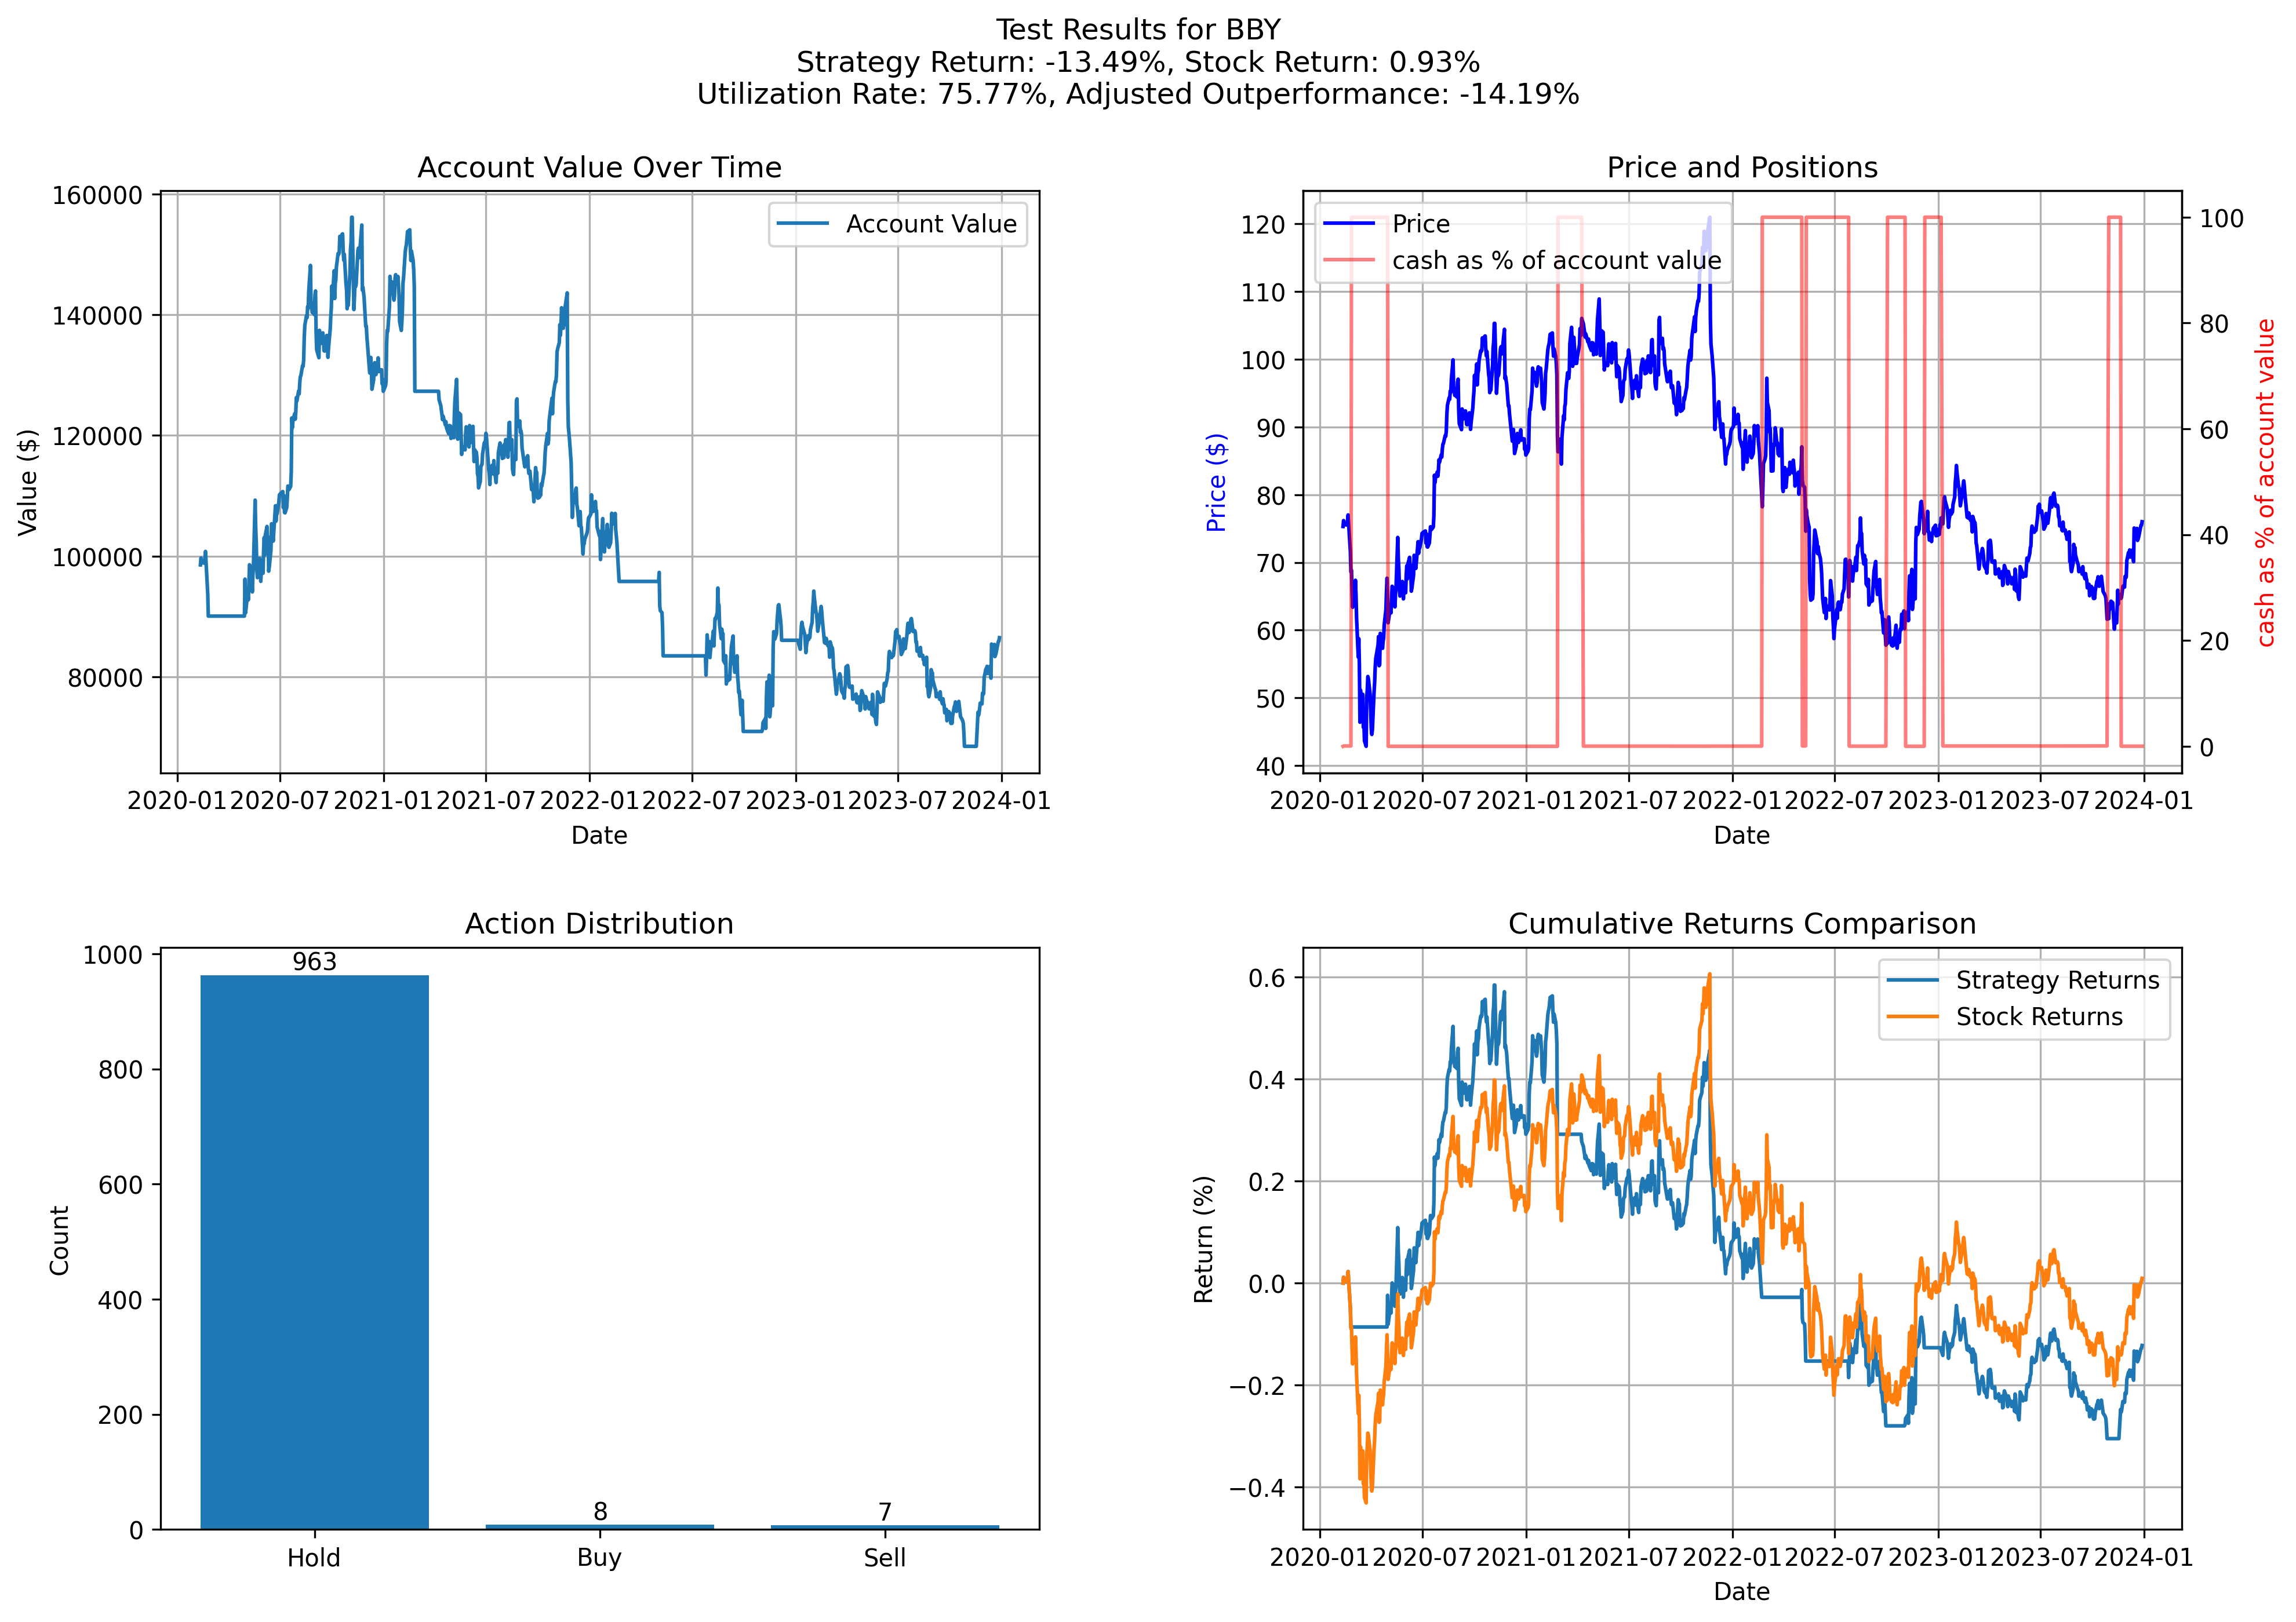 Test Results for BBY
Strategy Return: -13.49%, Stock Return: 0.93%
Utilization Rate: 75.77%, Adjusted Outperformance: -14.19%
Account Value Over Time
Account Value
160000
140000
120000
100000
80000
Value ($)
2020-01 2020-07 2021-01 2021-07 2022-01 2022-07 2023-01 2023-07 2024-01
Date
Price and Positions
Price
cash as % of account value
120
110
100
90
80
70
60
50
40
Price ($)
100
80
60
40
20
0
cash as % of account value
2020-01 2020-07 2021-01 2021-07 2022-01 2022-07 2023-01 2023-07 2024-01
Date
Action Distribution
1000
800
600
400
200
0
Count
963
8
7
Hold Buy Sell
Cumulative Returns Comparison
Strategy Returns
Stock Returns
0.6
0.4
0.2
0.0
−0.2
−0.4
Return (%)
2020-01 2020-07 2021-01 2021-07 2022-01 2022-07 2023-01 2023-07 2024-01
Date